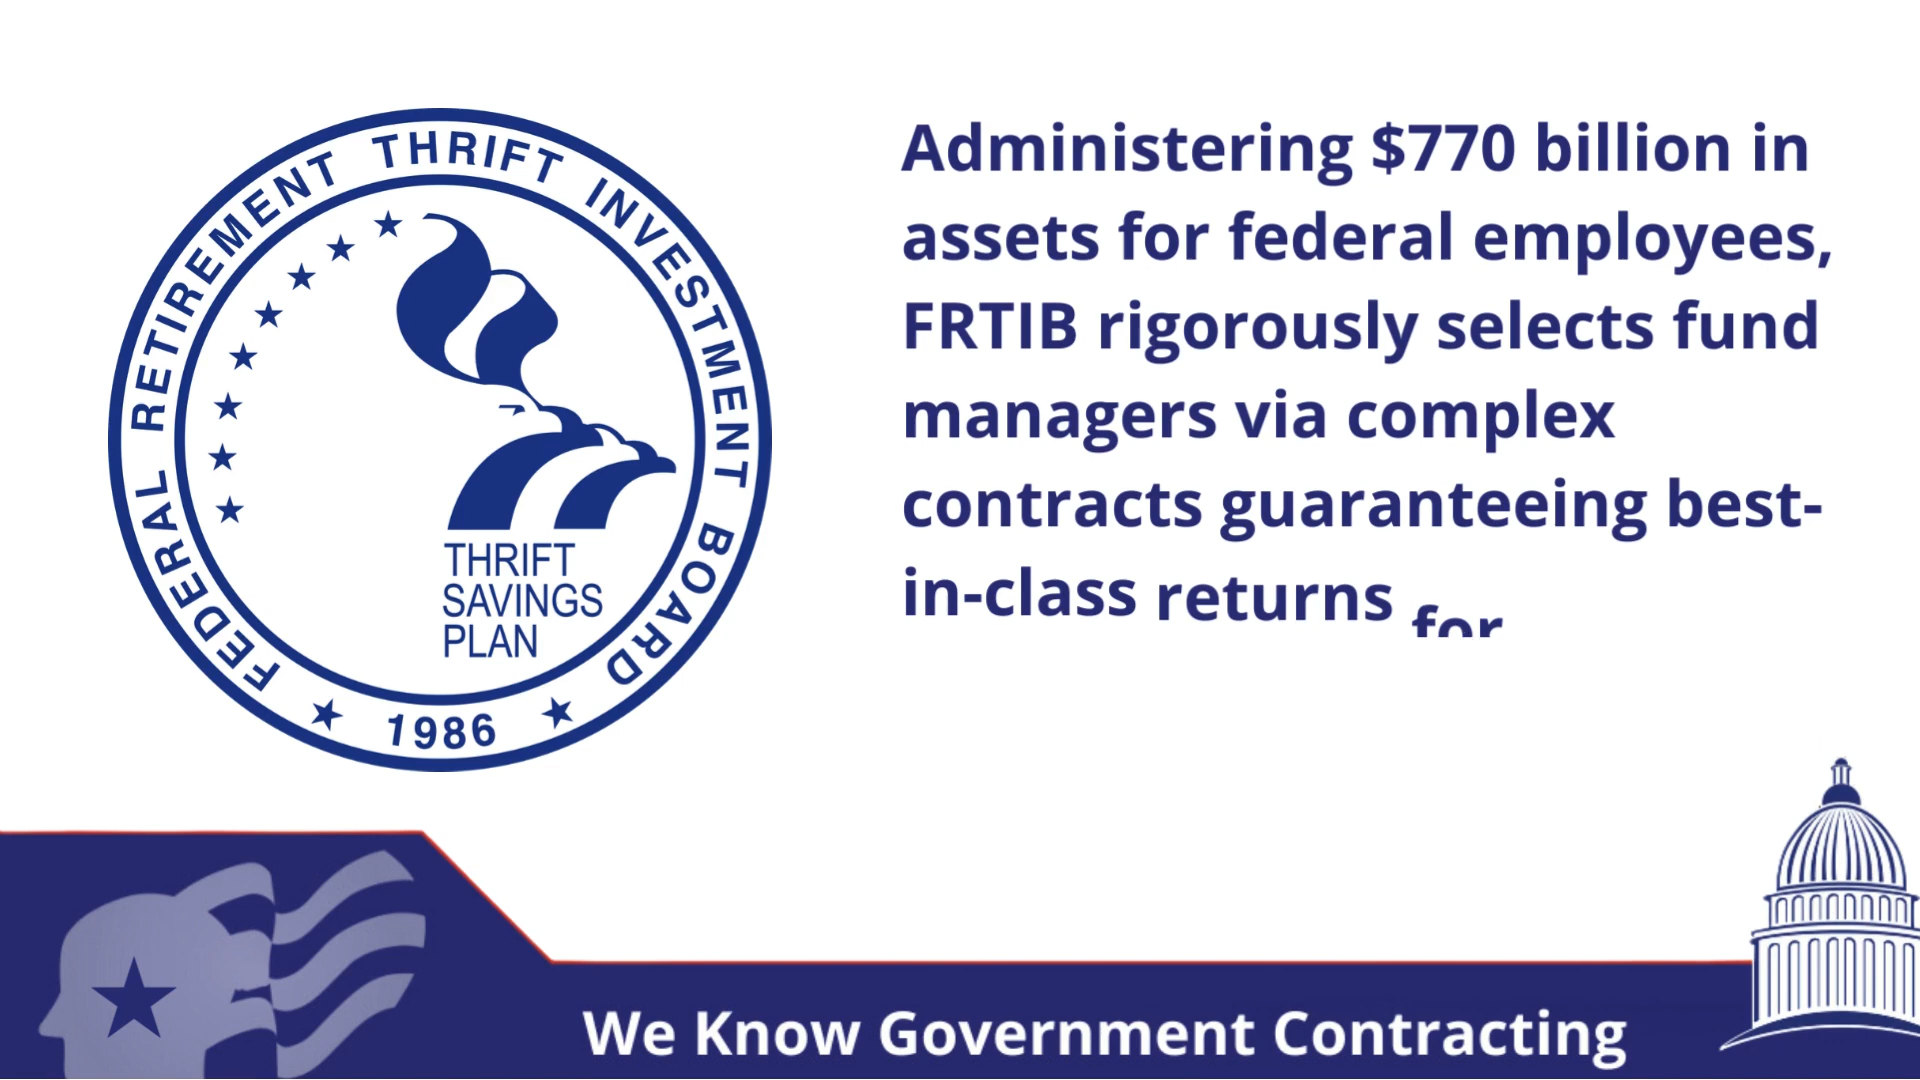 FEDERAL RETIREMENT THRIFT INVESTMENT BOARD
THRIFT
SAVINGS
PLAN
1986
Administering $770 billion in
assets for federal employees,
FRTIB rigorously selects fund
managers via complex
contracts guaranteeing best-
in-class returns for
We Know Government Contracting